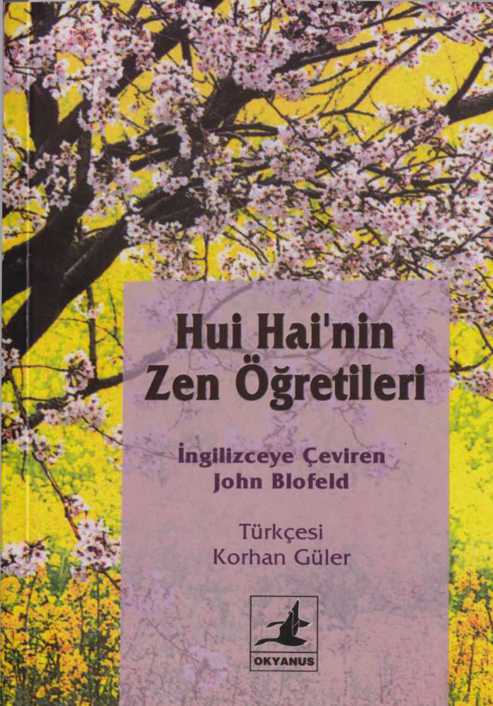 Hui Hai'nin
Zen Öğretileri
İngilizceye Çeviren
John Blofeld
Türkçesi
Korhan Güler
OKYANUS